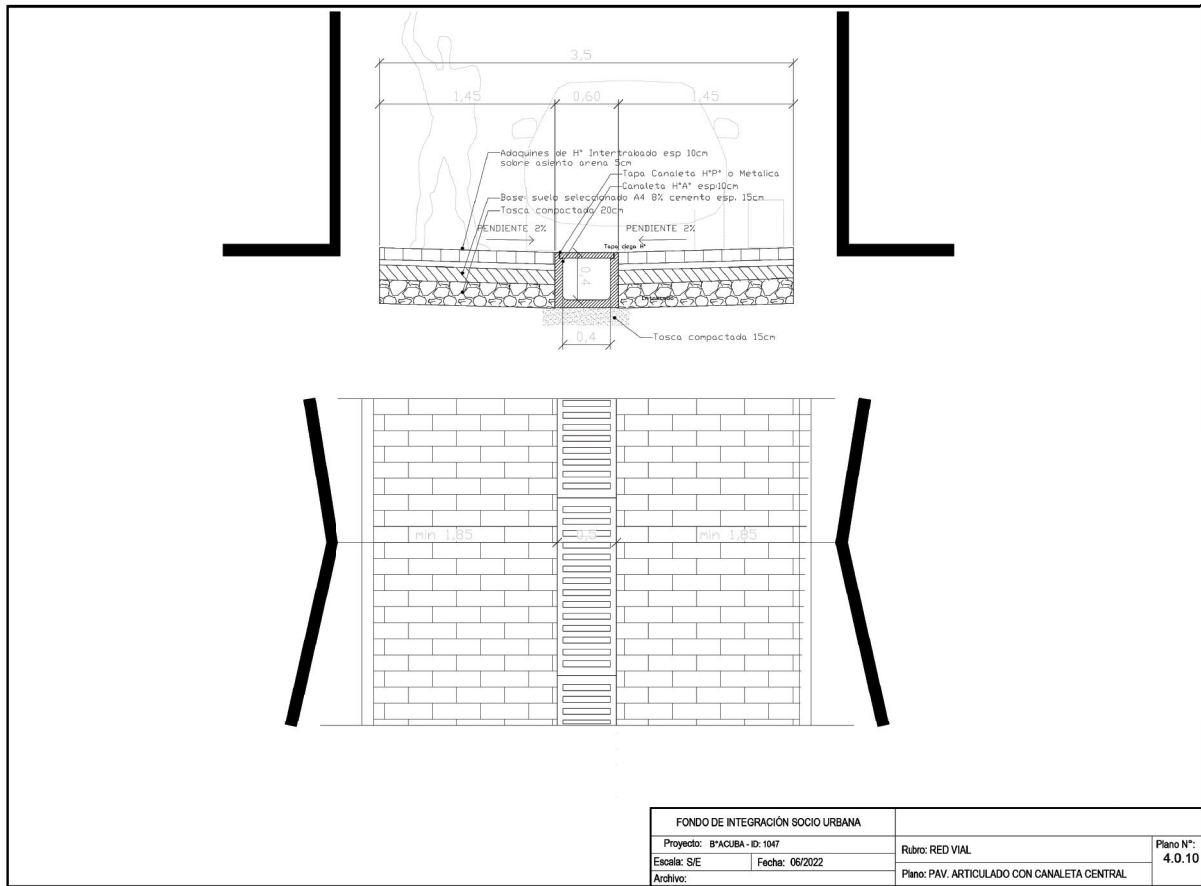 3,5
1,45
0,60
1,45
Adoquines de H° Intertrabado esp 10cm
sobre asiento arena 5cm
Tapa Canaleta H°P° o Metalica
Canaleta H°A° esp:10cm
Base: suelo seleccionado A4 8% cemento esp. 15cm
Tosca compactada 20cm
PENDIENTE 2%
PENDIENTE 2%
Tapa ciega H°
0,4
Tosca compactada 15cm
0,4
min 1,85
0,5
min 1,85
FONDO DE INTEGRACIÓN SOCIO URBANA
Proyecto: B°ACUBA - ID: 1047
Escala: S/E
Fecha: 06/2022
Archivo:
Rubro: RED VIAL
Plano: PAV. ARTICULADO CON CANALETA CENTRAL
Plano N°:
4.0.10